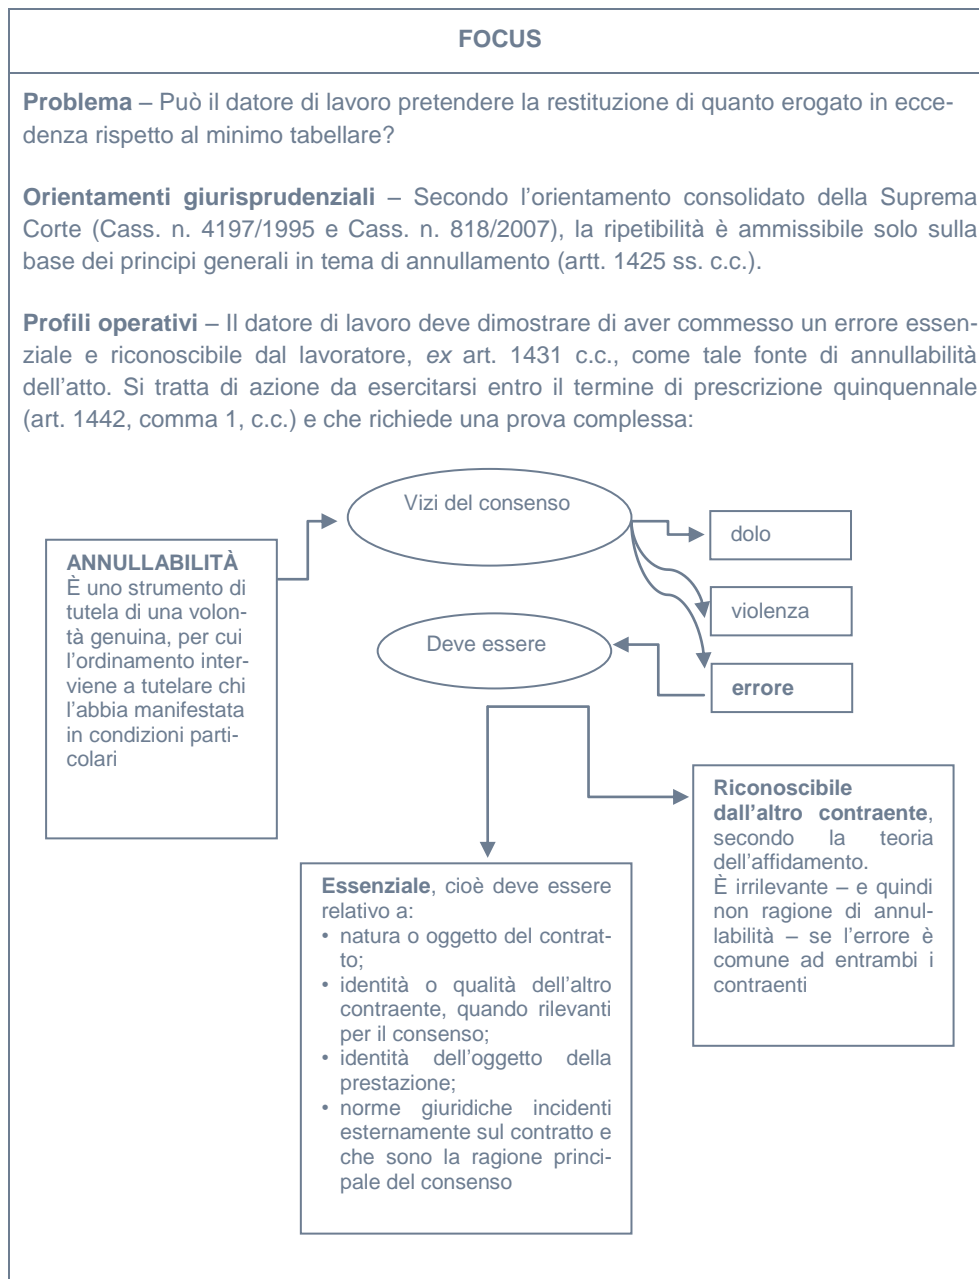 FOCUS
Problema – Può il datore di lavoro pretendere la restituzione di quanto erogato in ecce-
denza rispetto al minimo tabellare?
Orientamenti giurisprudenziali – Secondo l’orientamento consolidato della Suprema
Corte (Cass. n. 4197/1995 e Cass. n. 818/2007), la ripetibilità è ammissibile solo sulla
base dei principi generali in tema di annullamento (artt. 1425 ss. c.c.).
Profili operativi – Il datore di lavoro deve dimostrare di aver commesso un errore essen-
ziale e riconoscibile dal lavoratore, ex art. 1431 c.c., come tale fonte di annullabilità
dell’atto. Si tratta di azione da esercitarsi entro il termine di prescrizione quinquennale
(art. 1442, comma 1, c.c.) e che richiede una prova complessa:
Vizi del consenso
dolo
violenza
errore
ANNULLABILITÀ
È uno strumento di
tutela di una volon-
tà genuina, per cui
l’ordinamento inter-
viene a tutelare chi
l’abbia manifestata
in condizioni parti-
colari
Deve essere
Riconoscibile
dall’altro contraente,
secondo la teoria
dell’affidamento.
È irrilevante – e quindi
non ragione di annul-
labilità – se l’errore è
comune ad entrambi i
contraenti
Essenziale, cioè deve essere
relativo a:
• natura o oggetto del contrat-
to;
• identità o qualità dell’altro
contraente, quando rilevanti
per il consenso;
• identità dell’oggetto della
prestazione;
• norme giuridiche incidenti
esternamente sul contratto e
che sono la ragione princi-
pale del consenso